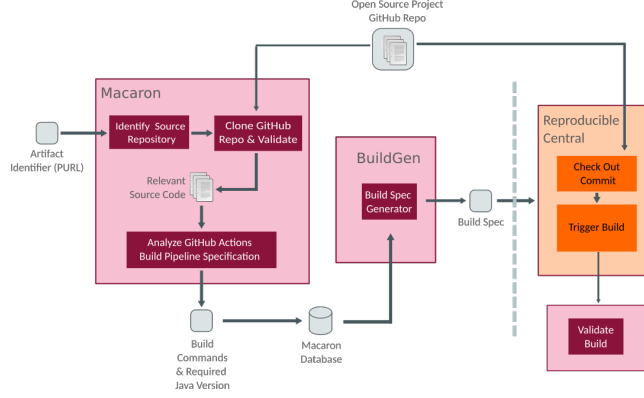 Open Source Project
GitHub Repo
Macaron
Identify Source
Repository
Clone GitHub
Repo & Validate
Artifact
Identifier (PURL)
Relevant
Source Code
Analyze GitHub Actions
Build Pipeline Specification
Build
Commands
& Required
Java Version
Macaron
Database
BuildGen
Build Spec
Generator
Build Spec
Reproducible
Central
Check Out
Commit
Trigger Build
Validate
Build